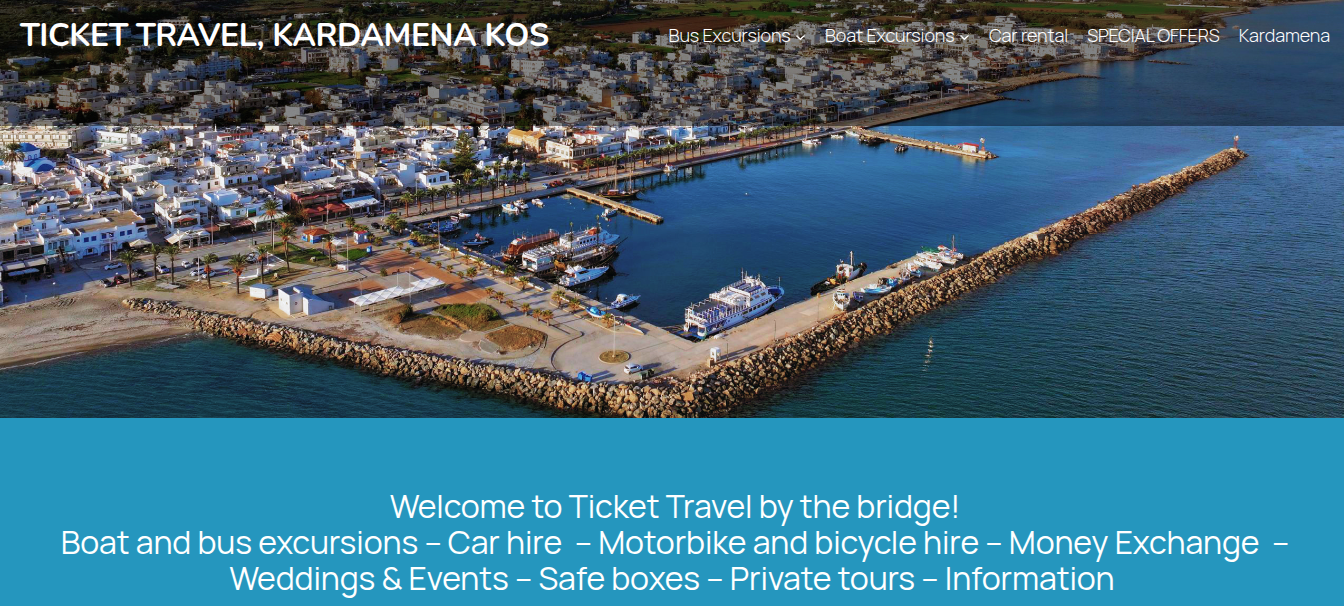 TICKET TRAVEL, KARDAMENA KOS
Bus Excursions Boat Excursions Car rental SPECIAL OFFERS Kardamena
Welcome to Ticket Travel by the bridge!
Boat and bus excursions – Car hire – Motorbike and bicycle hire – Money Exchange –
Weddings & Events – Safe boxes – Private tours – Information